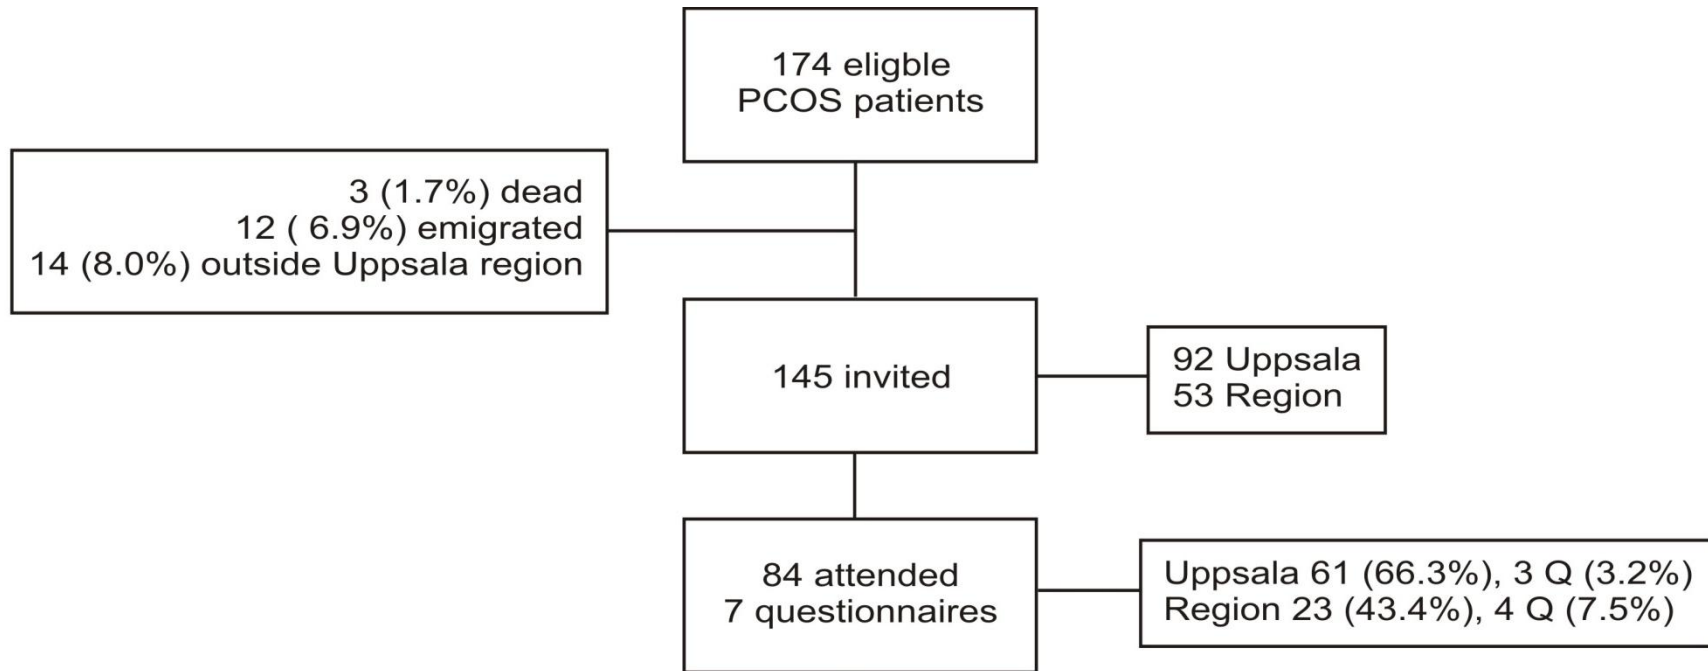 174 eligble
PCOS patients
3 (1.7%) dead
12 ( 6.9%) emigrated
14 (8.0%) outside Uppsala region
145 invited
92 Uppsala
53 Region
84 attended
7 questionnaires
Uppsala 61 (66.3%), 3 Q (3.2%)
Region 23 (43.4%), 4 Q (7.5%)